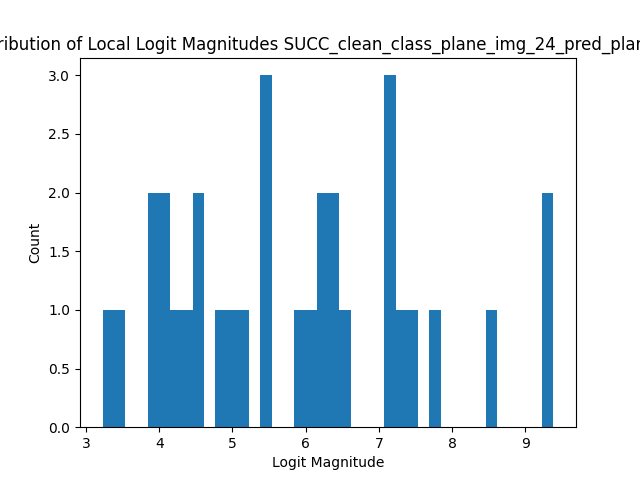 ribution of Local Logit Magnitudes SUCC_clean_class_plane_img_24_pred_plan
3.0
2.5
2.0
1.5
1.0
0.5
0.0
Count
3 4 5 6 7 8 9
Logit Magnitude